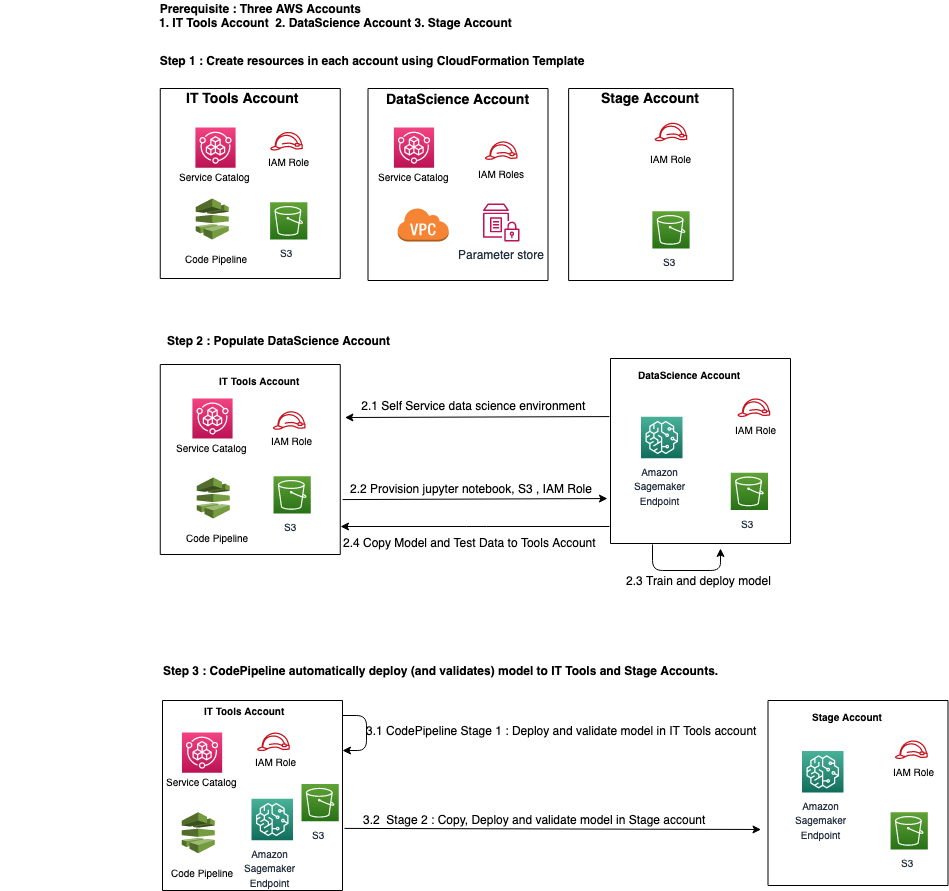 Prerequisite : Three AWS Accounts
1. IT Tools Account 2. DataScience Account 3. Stage Account
Step 1 : Create resources in each account using CloudFormation Template
IT Tools Account
Service Catalog
IAM Role
Code Pipeline
S3
DataScience Account
Service Catalog
IAM Roles
VPC
Parameter store
Stage Account
IAM Role
S3
Step 2 : Populate DataScience Account
IT Tools Account
Service Catalog
IAM Role
Code Pipeline
S3
2.1 Self Service data science environment
2.2 Provision jupyter notebook, S3 , IAM Role
2.4 Copy Model and Test Data to Tools Account
DataScience Account
IAM Role
Amazon
Sagemaker
Endpoint
S3
2.3 Train and deploy model
Step 3 : CodePipeline automatically deploy (and validates) model to IT Tools and Stage Accounts.
IT Tools Account
Service Catalog
IAM Role
Code Pipeline
Amazon
Sagemaker
Endpoint
S3
3.1 CodePipeline Stage 1 : Deploy and validate model in IT Tools account
3.2 Stage 2 : Copy, Deploy and validate model in Stage account
Stage Account
IAM Role
Amazon
Sagemaker
Endpoint
S3